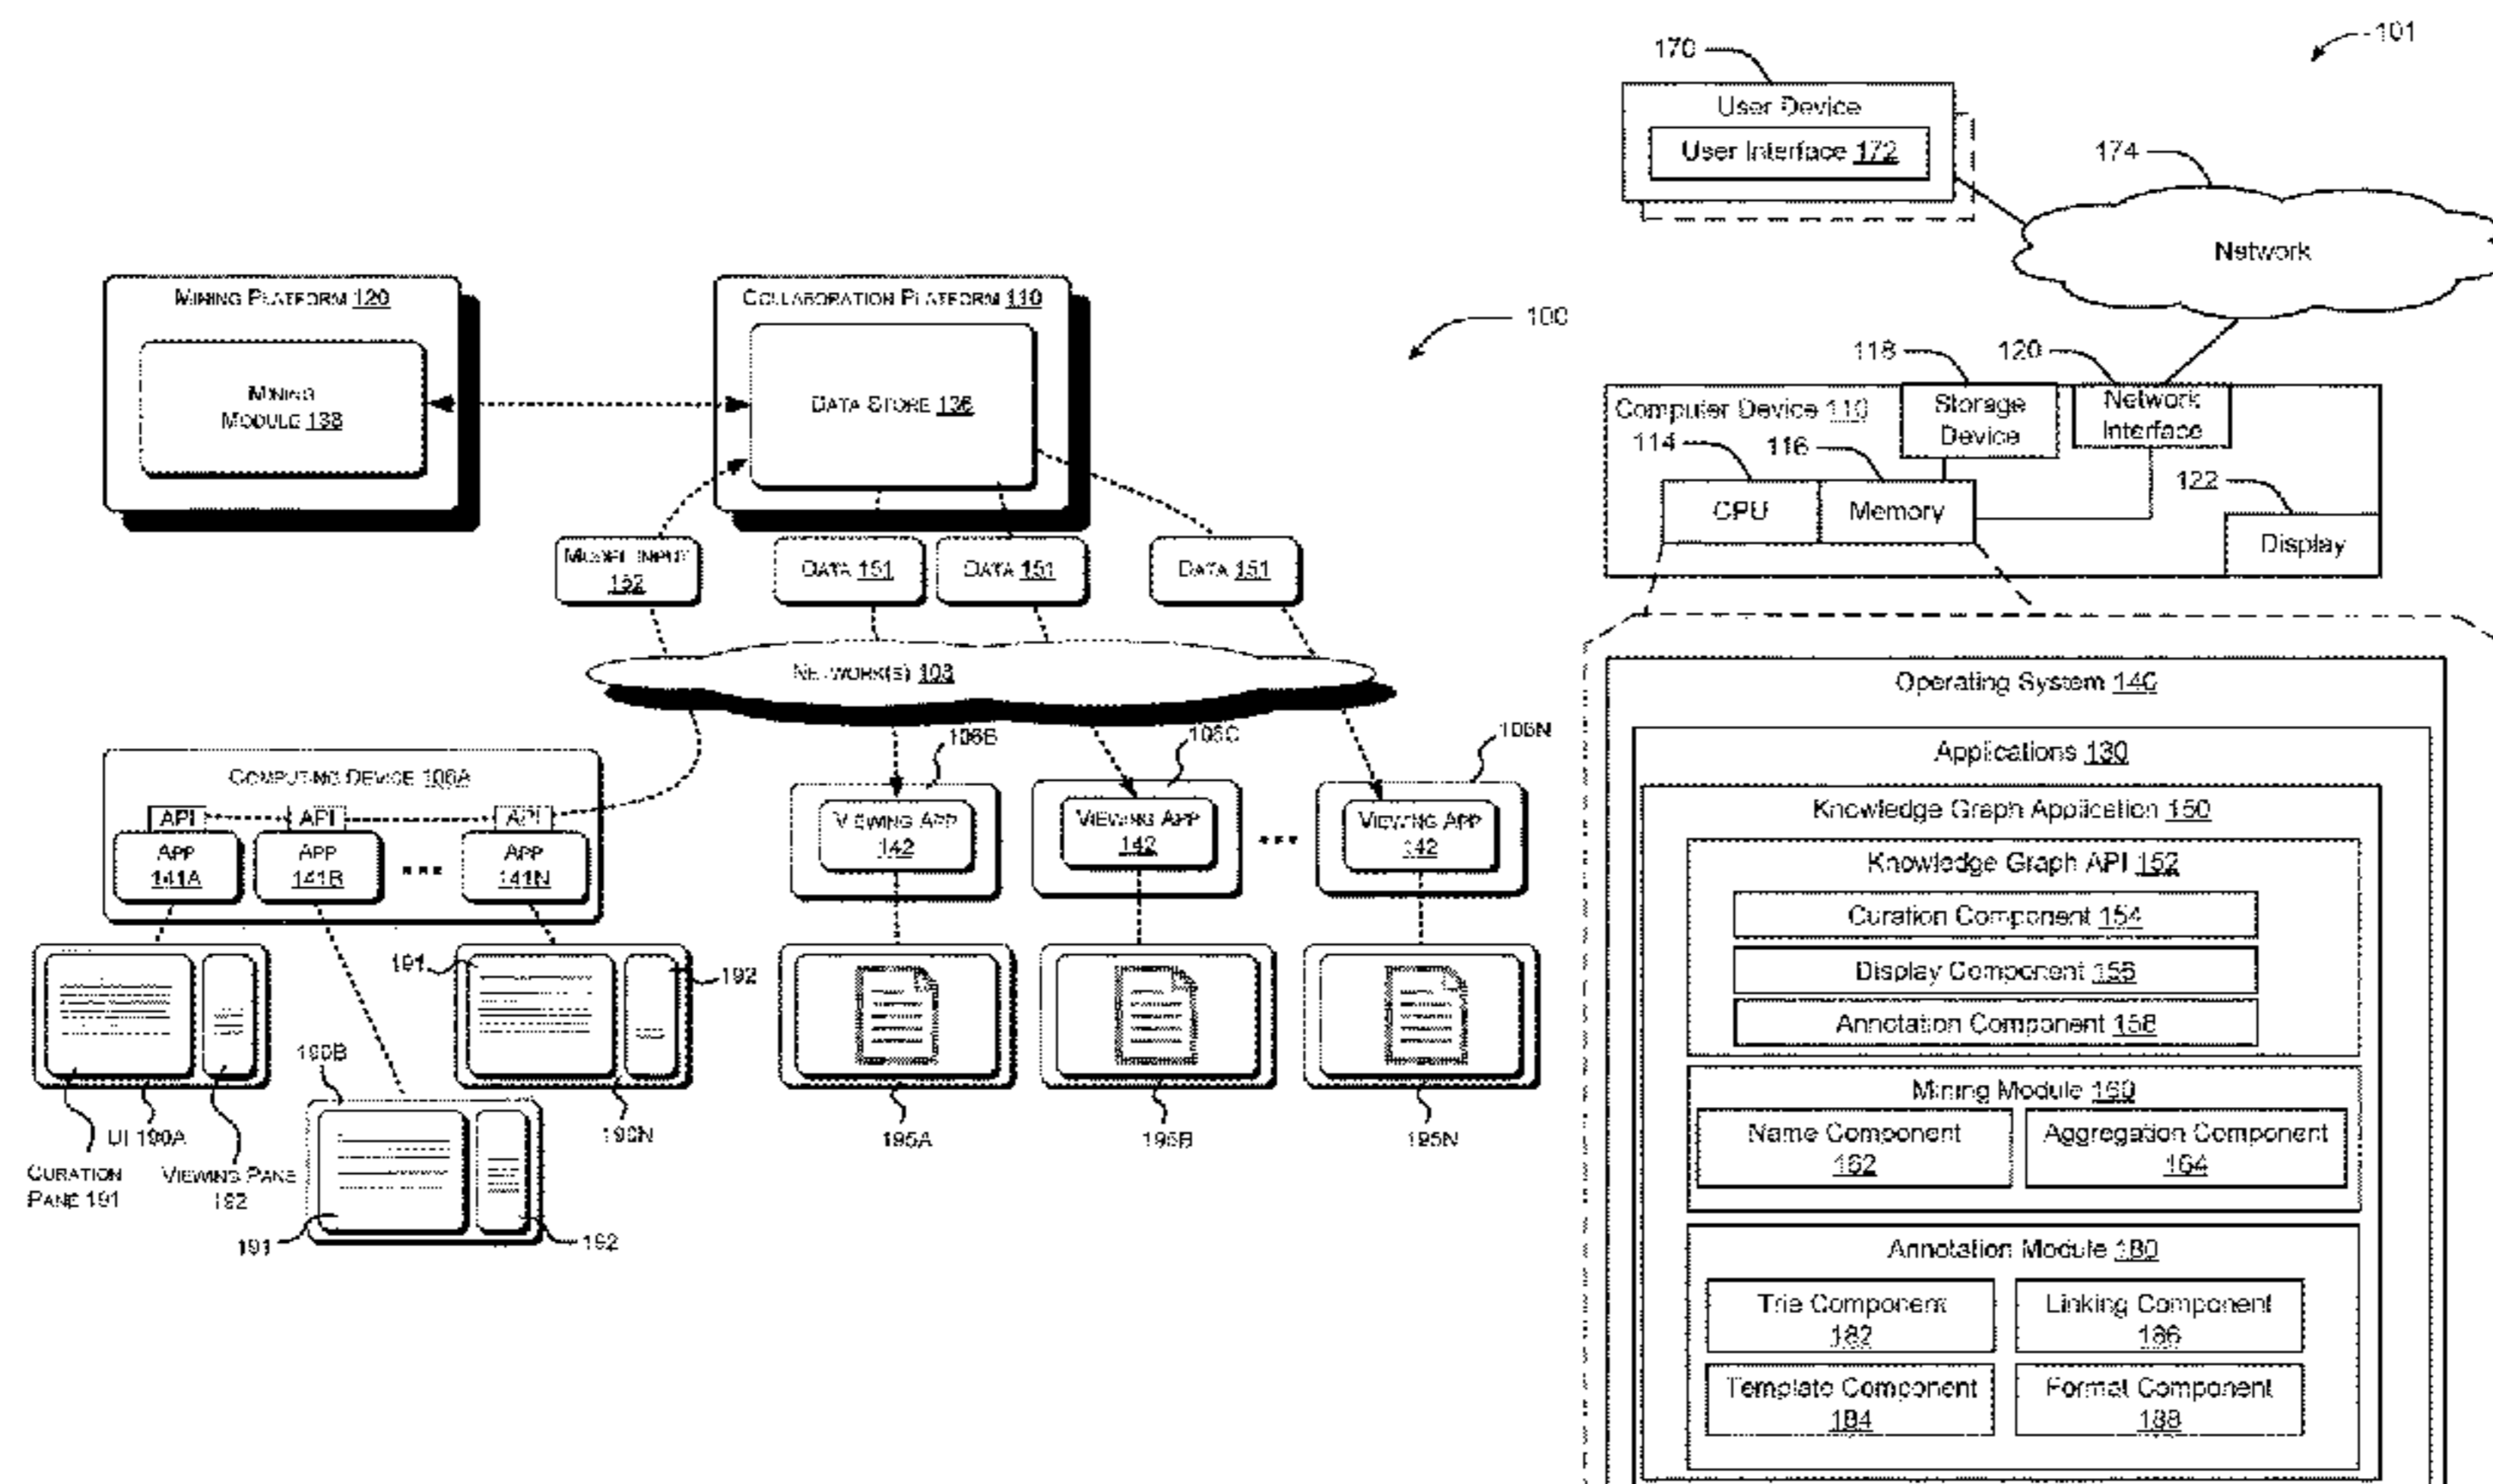 MINING PLATFORM 120
MINING
MODULE 138
COLLABORATION PLATFORM 110
DATA STORE 136
100
MODEL INPUT
152
DATA 151
DATA 151
DATA 151
NETWORK(S) 108
COMPUTING DEVICE 106A
API
API
API
APP
141A
APP
141B
APP
141N
106B
VIEWING APP
142
106C
VIEWING APP
142
106N
VIEWING APP
142
191
192
UI 190A
CURATION
PANE 191
VIEWING PANE
192
190B
191
192
190N
195A
195B
195N
101
170
User Device
User Interface 172
174
Network
118
120
Computer Device 110
Storage
Device
Network
Interface
114
116
122
CPU
Memory
Display
Operating System 140
Applications 130
Knowledge Graph Application 150
Knowledge Graph API 152
Curation Component 154
Display Component 156
Annotation Component 158
Mining Module 160
Name Component
162
Aggregation Component
164
Annotation Module 180
Trie Component
182
Linking Component
186
Template Component
184
Format Component
188